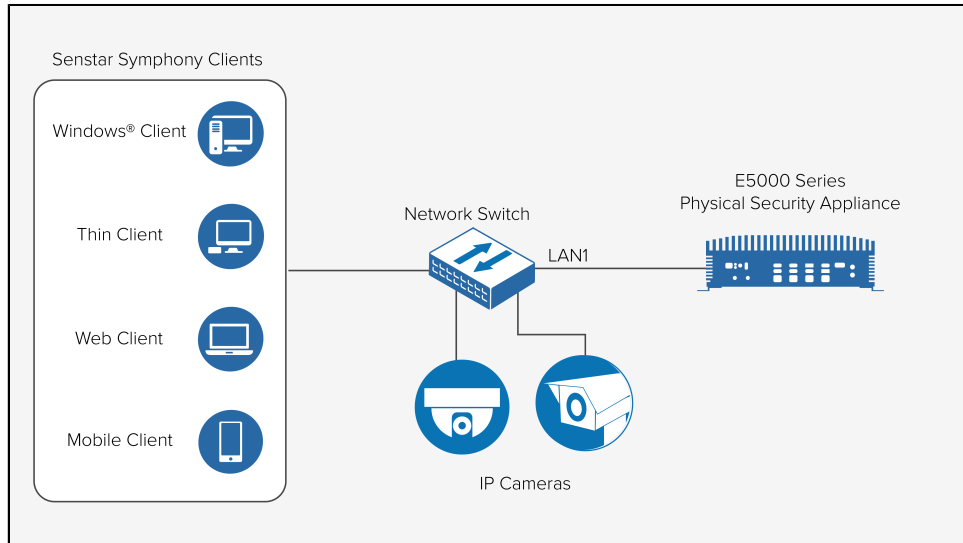 Senstar Symphony Clients
Windows® Client
Thin Client
Web Client
Mobile Client
Network Switch
LAN1
E5000 Series
Physical Security Appliance
IP Cameras